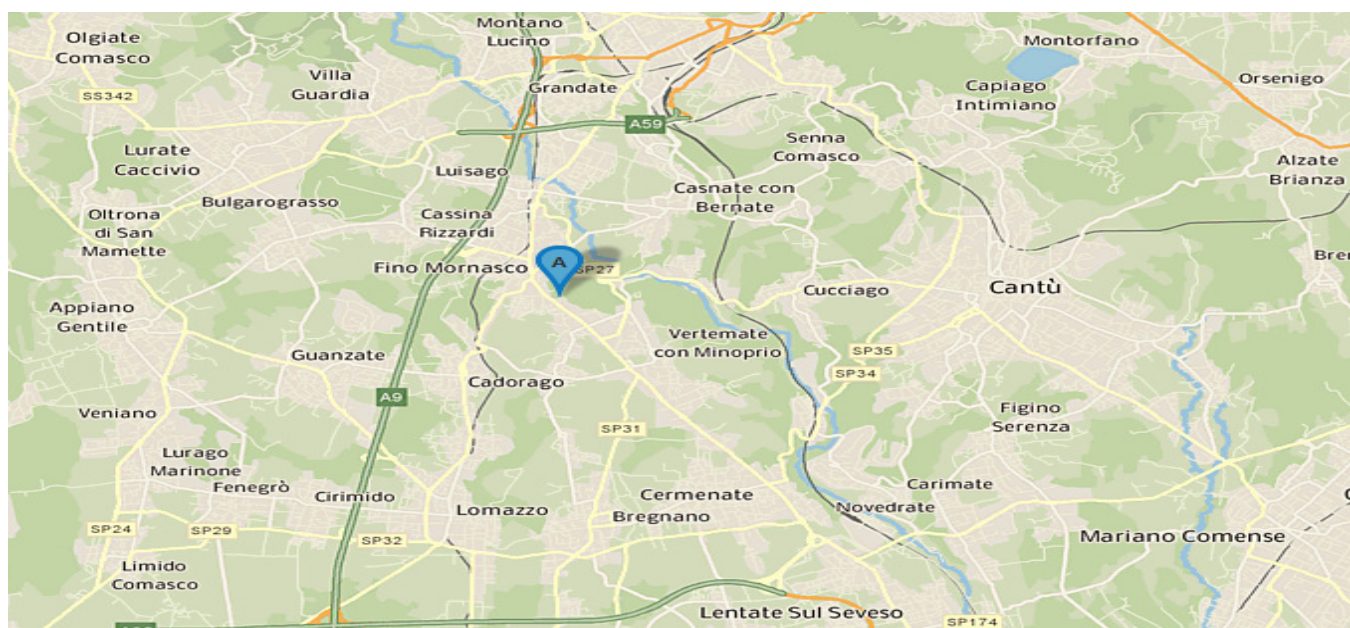 Montano
Lucino
Olgiate
Comasco
Montorfano
Villa
Guardia
Grandate
Capiago
Intimiano
Orsenigo
SS342
A59
Senna
Comasco
Lurate
Caccivio
Luisago
Alzate
Brianza
Bulgarograsso
Casnate con
Bernate
Oltrona
di San
Mamette
Cassina
Rizzardi
Fino Mornasco
A
SP27
Cucciago
Cantù
Appiano
Gentile
Vertemate
con Minoprio
Guanzate
SP35
SP34
Cadorago
A9
Veniano
Figino
Serenza
SP31
Lurago
Marinone
Fenegrò
Cirimido
Cermenate
Carimate
Lomazzo
Bregnano
Novedrate
SP24
SP29
SP32
Mariano Comense
Limido
Comasco
Lentate Sul Seveso
SP174